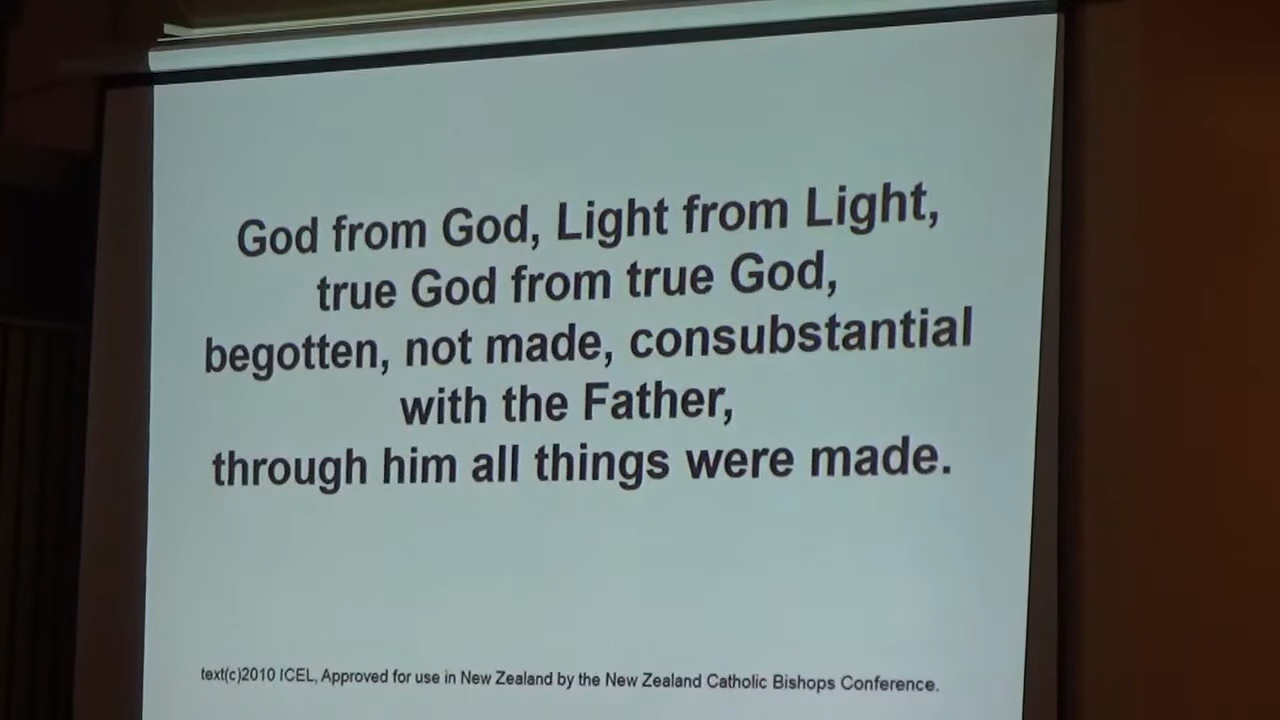 God from God, Light from Light,
true God from true God,
begotten, not made, consubstantial
with the Father,
through him all things were made.
text(c)2010 ICEL, Approved for use in New Zealand by the New Zealand Catholic Bishops Conference.